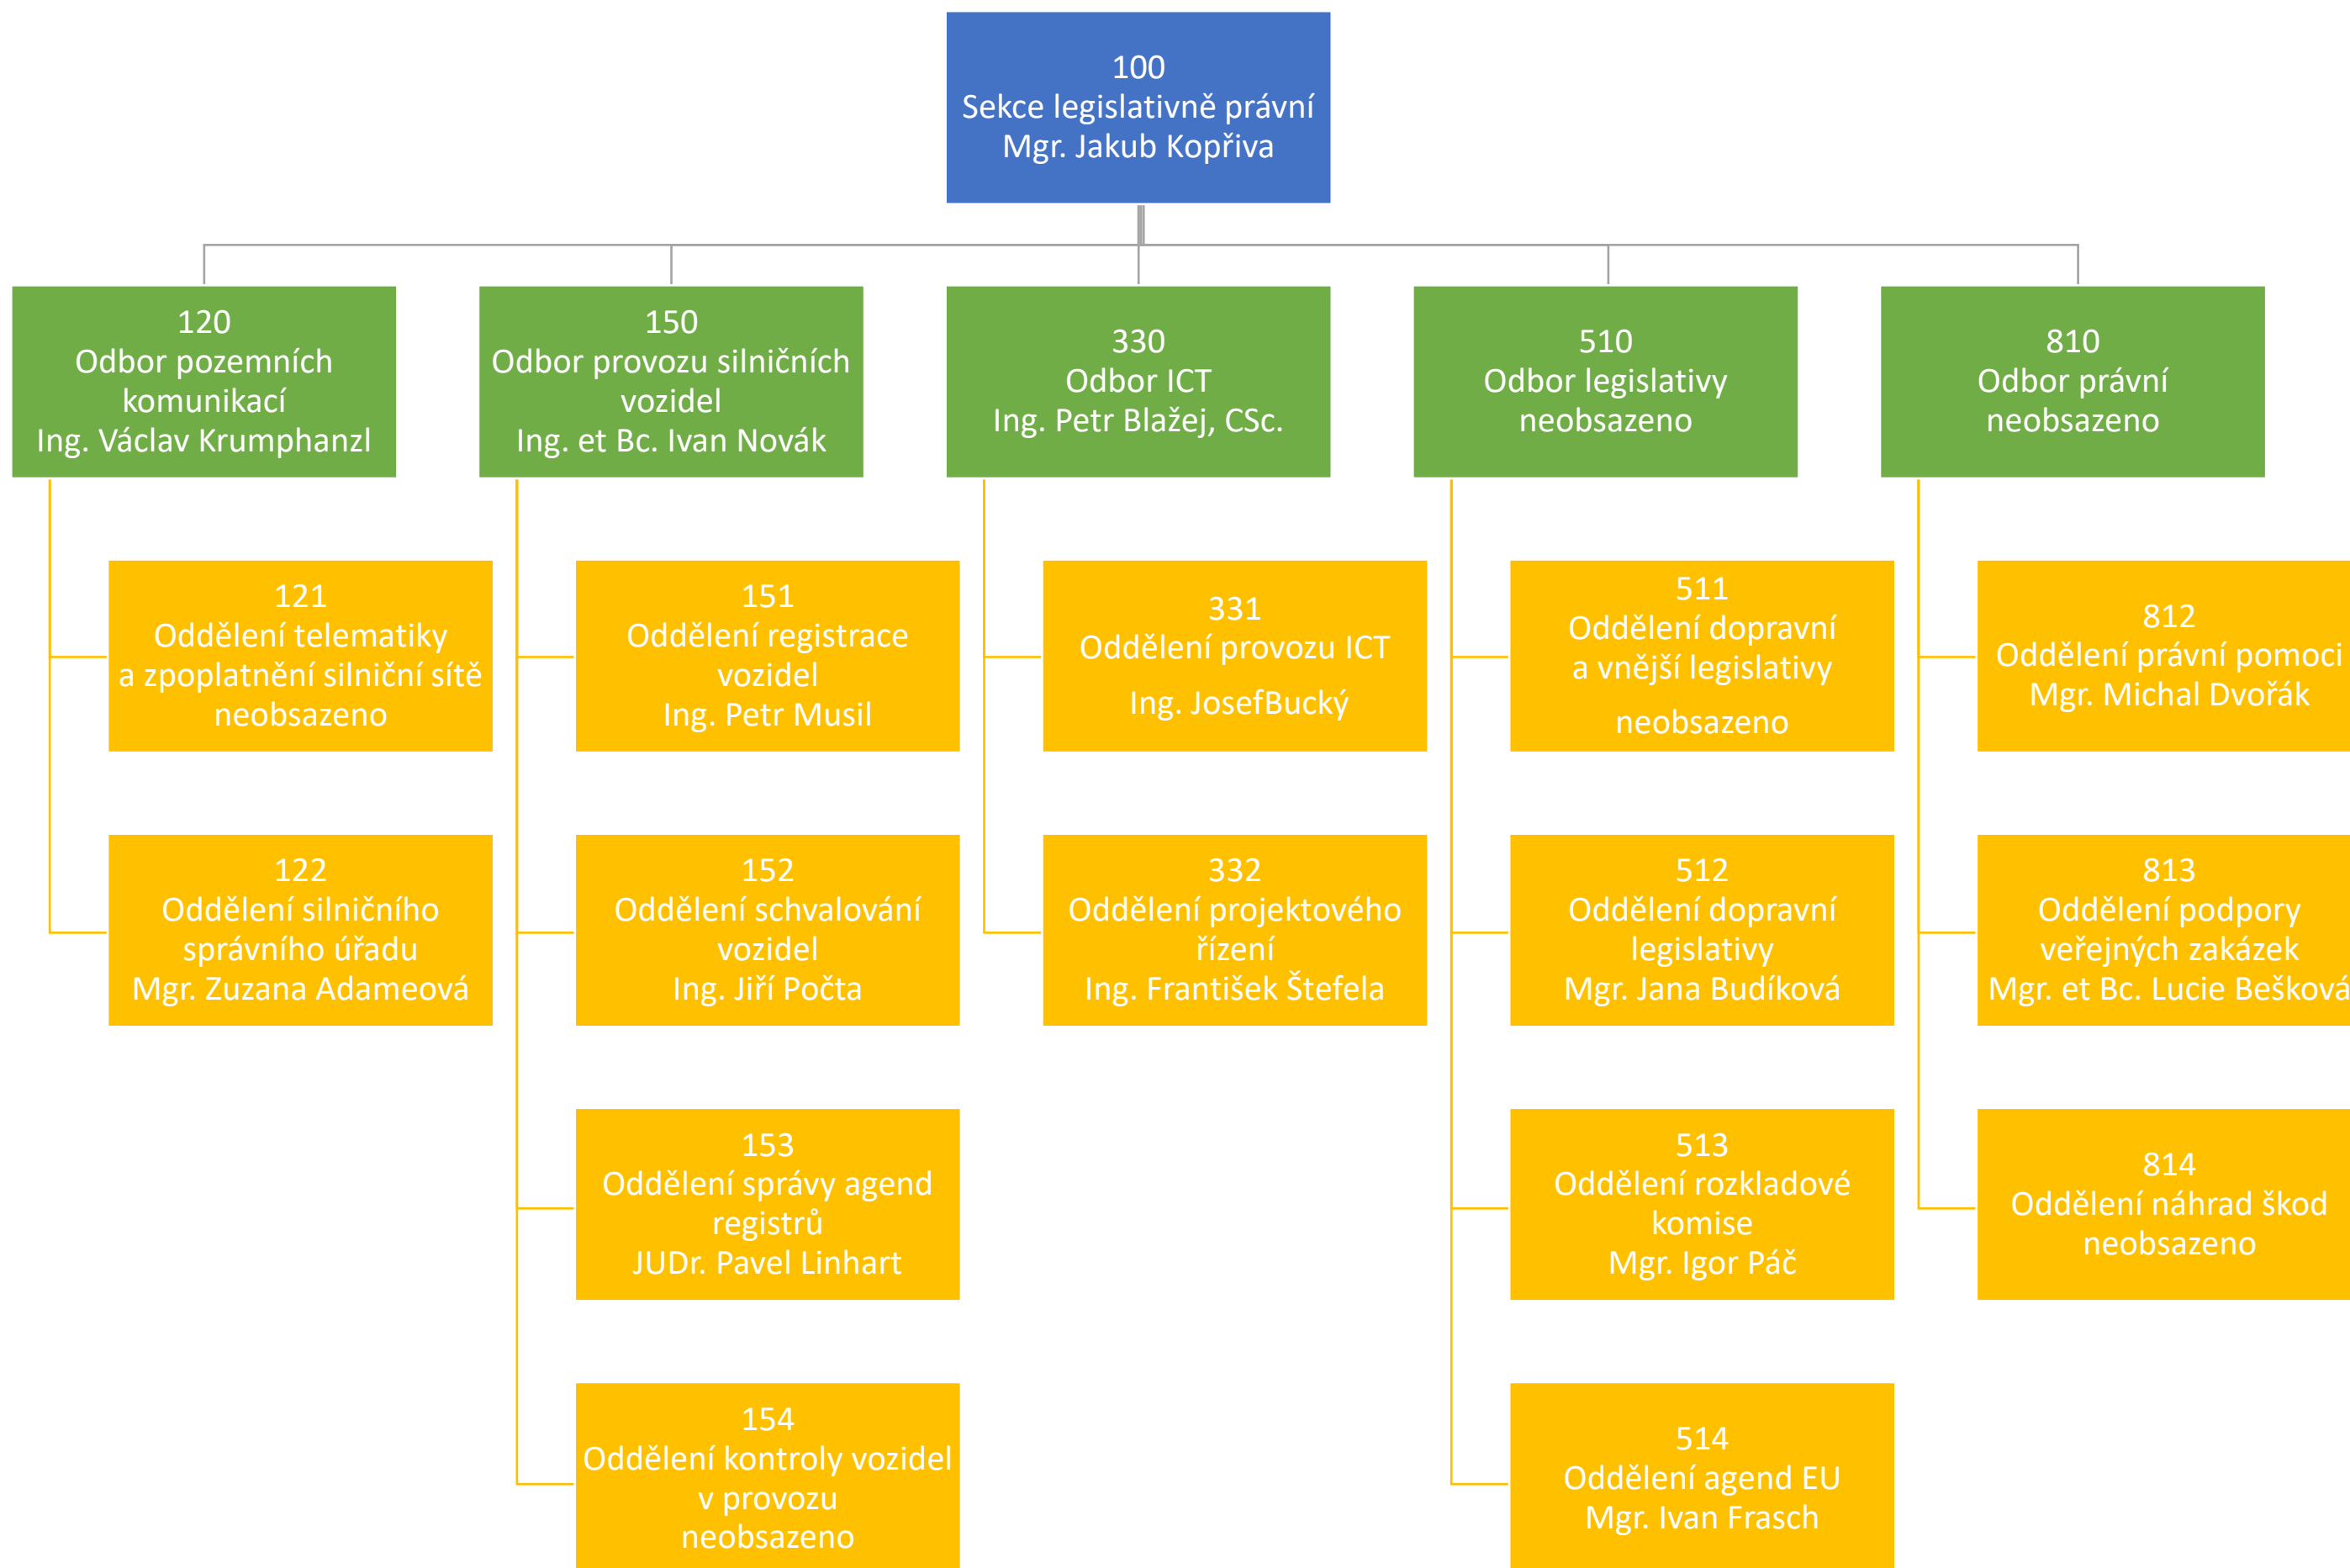 100
Sekce legislativně právní
Mgr. Jakub Kopřiva
120
Odbor pozemních
komunikací
Ing. Václav Krumphanzl
150
Odbor provozu silničních
vozidel
Ing. et Bc. Ivan Novák
330
Odbor ICT
Ing. Petr Blažej, CSc.
510
Odbor legislativy
neobsazeno
810
Odbor právní
neobsazeno
121
Oddělení telematiky
a zpoplatnění silniční sítě
neobsazeno
151
Oddělení registrace
vozidel
Ing. Petr Musil
331
Oddělení provozu ICT
Ing. JosefBucký
511
Oddělení dopravní
a vnější legislativy
neobsazeno
812
Oddělení právní pomoci
Mgr. Michal Dvořák
122
Oddělení silničního
správního úřadu
Mgr. Zuzana Adameová
152
Oddělení schvalování
vozidel
Ing. Jiří Počta
332
Oddělení projektového
řízení
Ing. František Štefela
512
Oddělení dopravní
legislativy
Mgr. Jana Budíková
813
Oddělení podpory
veřejných zakázek
Mgr. et Bc. Lucie Bešková
153
Oddělení správy agend
registrů
JUDr. Pavel Linhart
513
Oddělení rozkladové
komise
Mgr. Igor Páč
814
Oddělení náhrad škod
neobsazeno
154
Oddělení kontroly vozidel
v provozu
neobsazeno
514
Oddělení agend EU
Mgr. Ivan Frasch